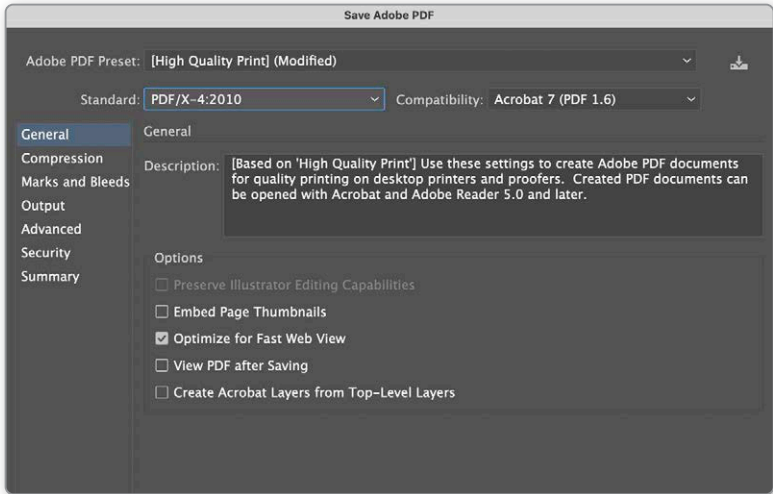 Save Adobe PDF
Adobe PDF Preset: [High Quality Print] (Modified)
Standard: PDF/X-4:2010 Compatibility: Acrobat 7 (PDF 1.6)
General
Compression
Marks and Bleeds
Output
Advanced
Security
Summary
General
Description: [Based on 'High Quality Print'] Use these settings to create Adobe PDF documents
for quality printing on desktop printers and proofers. Created PDF documents can
be opened with Acrobat and Adobe Reader 5.0 and later.
Options
Preserve Illustrator Editing Capabilities
Embed Page Thumbnails
Optimize for Fast Web View
View PDF after Saving
Create Acrobat Layers from Top-Level Layers